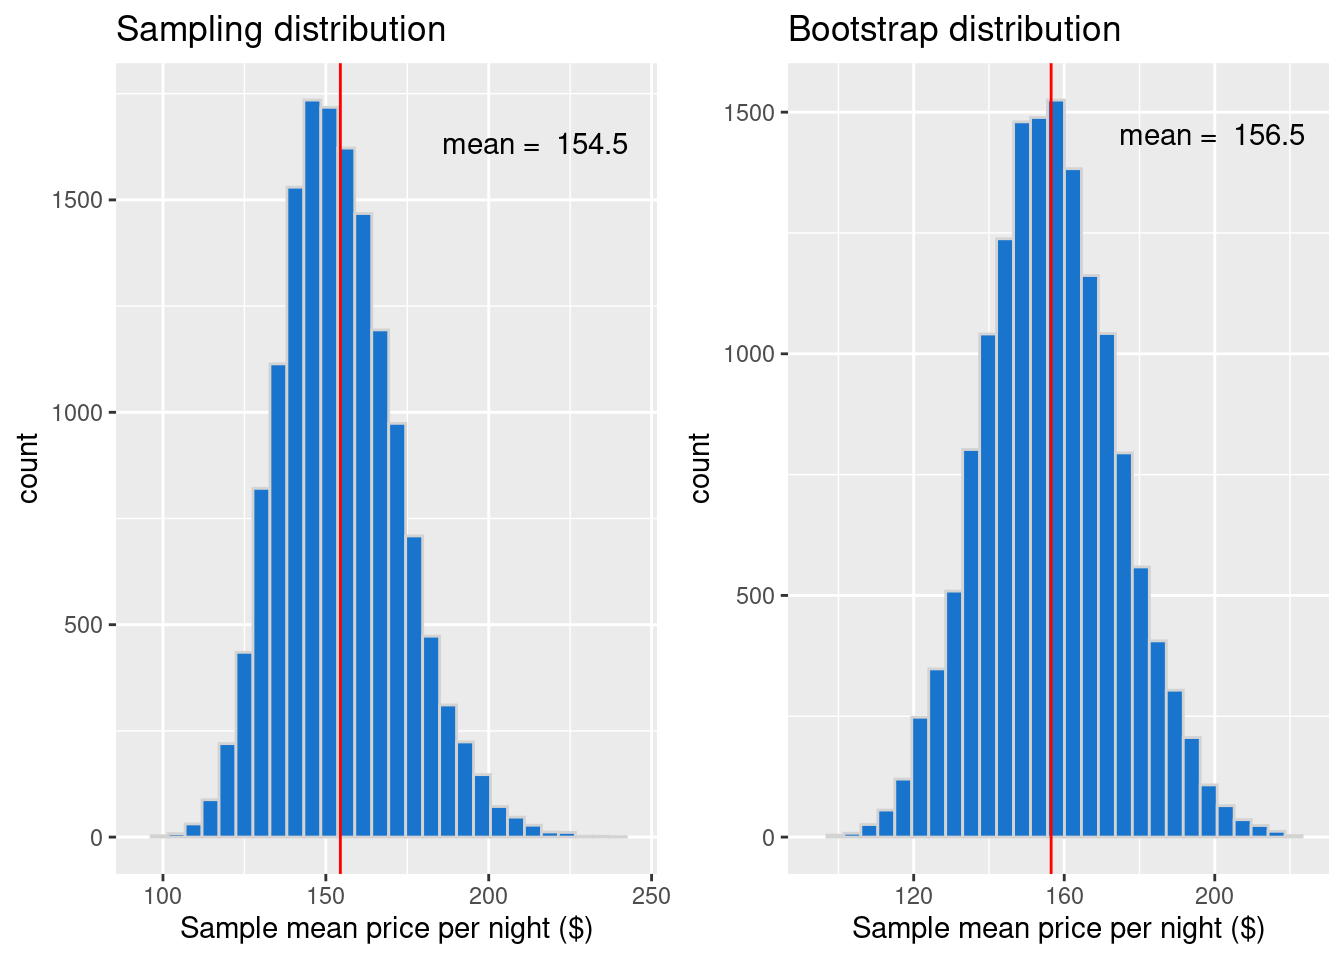 Sampling distribution
mean = 154.5
1500
1000
500
0
count
100
150
200
250
Sample mean price per night ($)
Bootstrap distribution
mean = 156.5
1500
1000
500
0
count
120
160
200
Sample mean price per night ($)